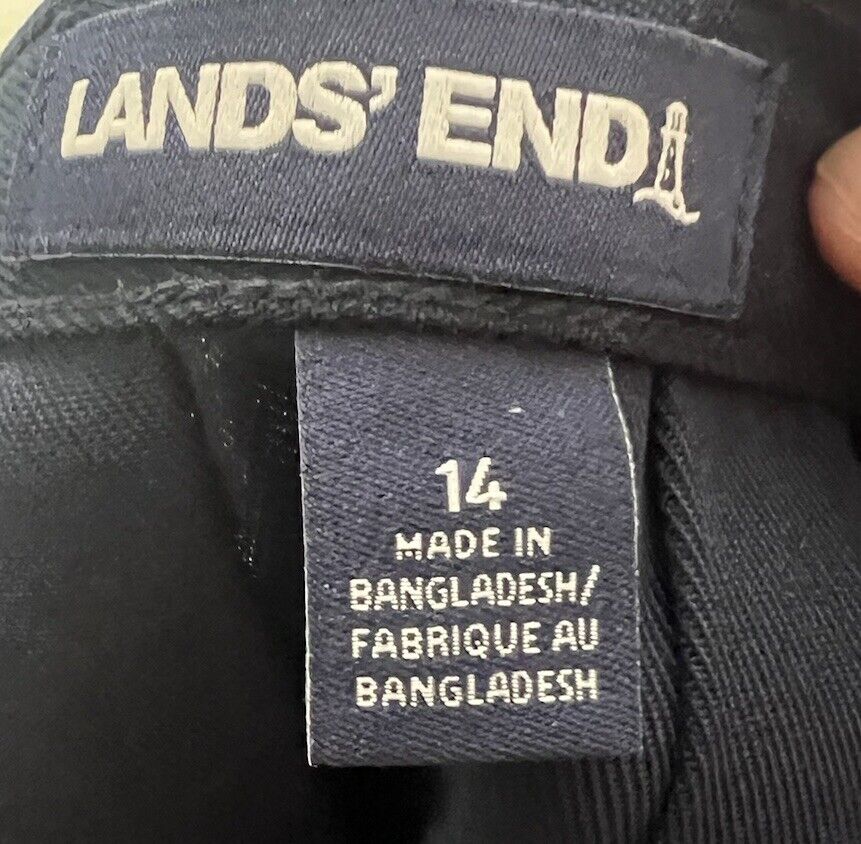 LANDS' END
14
MADE IN
BANGLADESH/
FABRIQUE AU
BANGLADESH